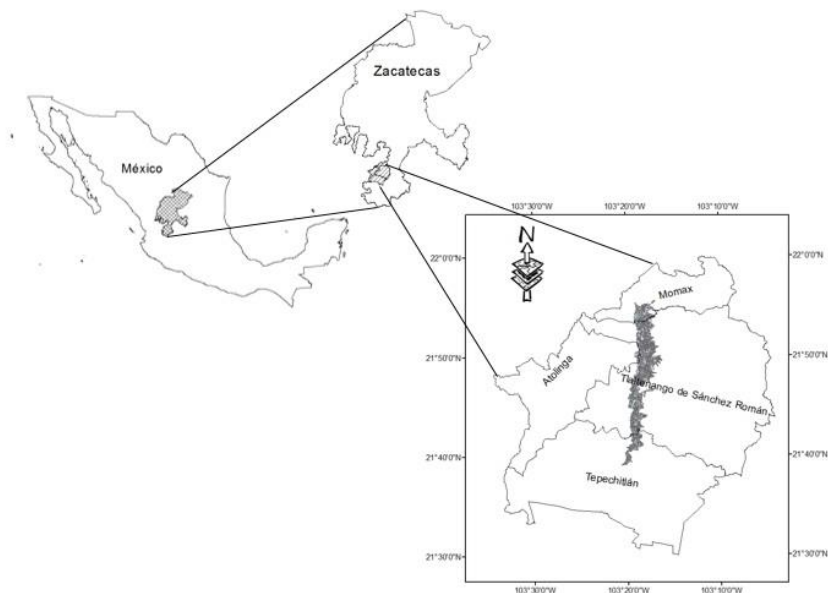 Zacatecas
México
103°30'0"W
103°20'0"W
103°10'0"W
N
22°0'0"N
22°0'0"N
Momax
21°50'0"N
21°50'0"N
Atolinga
Tlaltenango de Sánchez Román
21°40'0"N
21°40'0"N
Tepechitlán
21°30'0"N
21°30'0"N
103°30'0"W
103°20'0"W
103°10'0"W